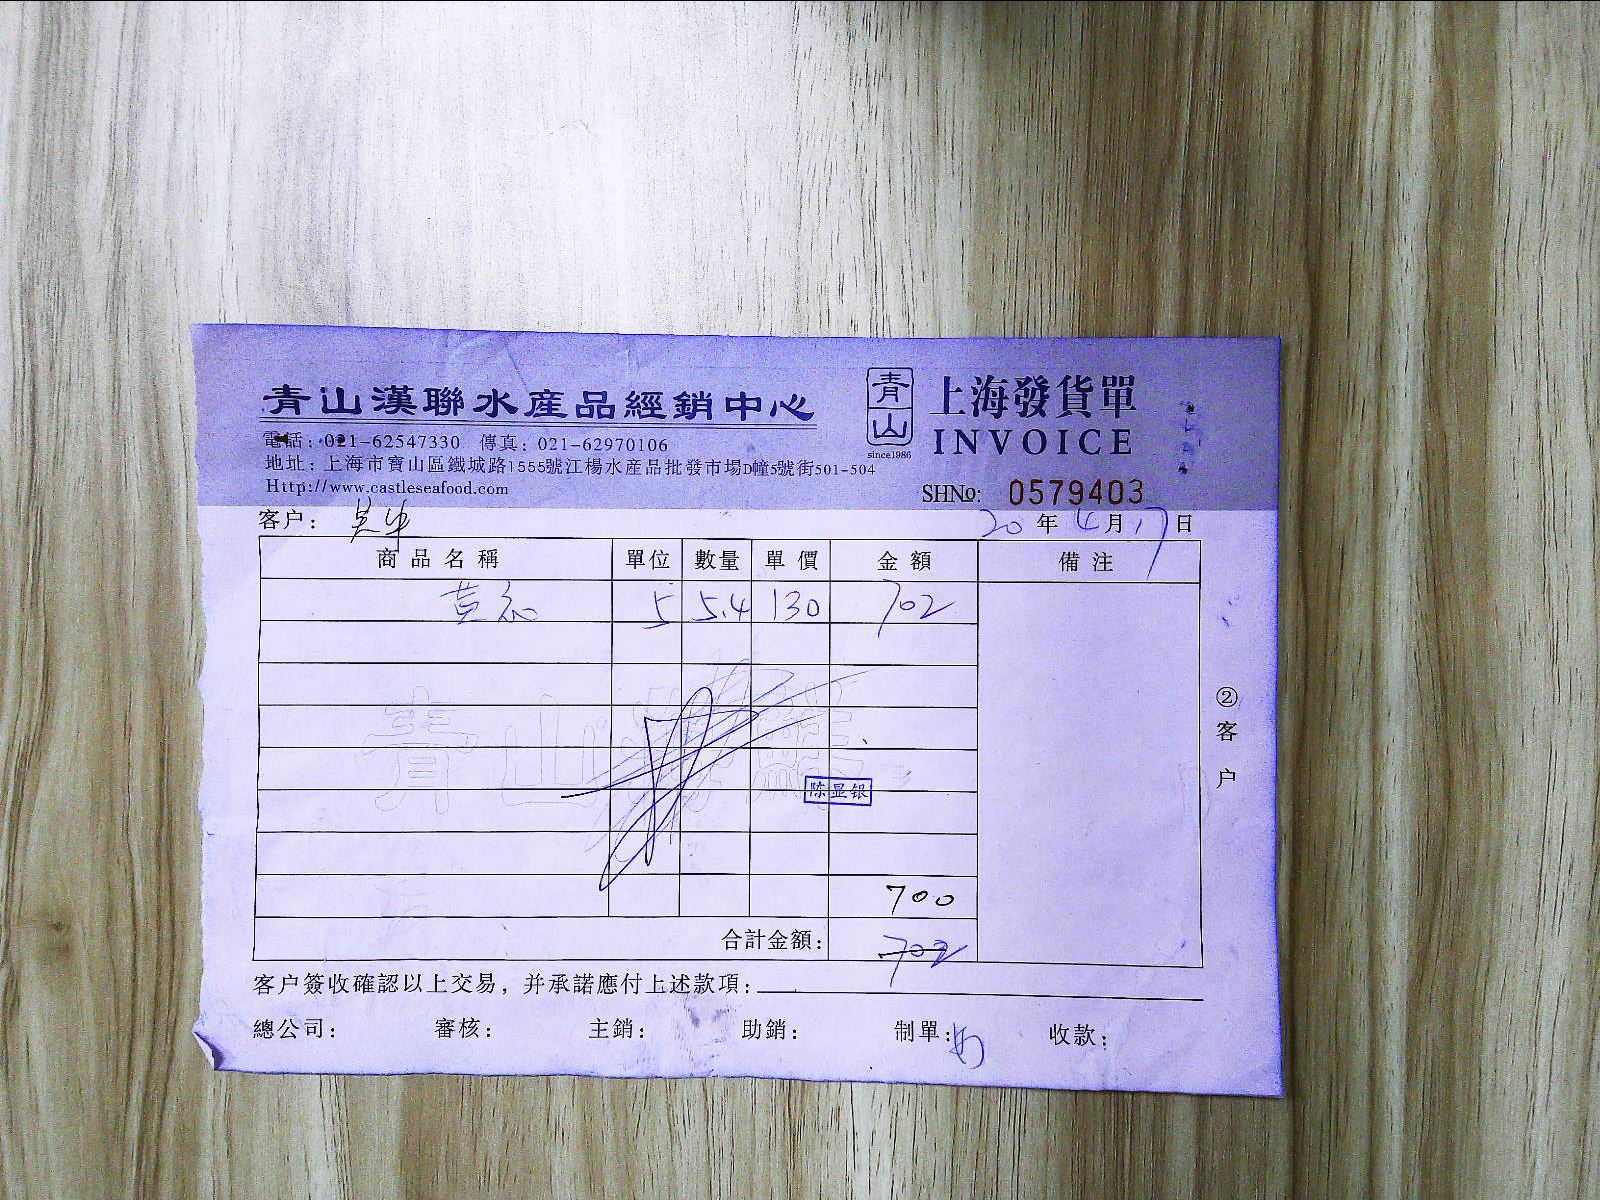 青山漢聯水産品經銷中心
青山
since1986
上海發貨單
INVOICE
電話：021-62547330 傳真：021-62970106
地址：上海市寶山區鐵城路1555號江楊水產品批發市場D幢5號街501-504
Http://www.castleseafood.com
SH№: 0579403
客户：
20 年 4 月 17 日
商品名稱 單位 數量 單價 金額 備注
5 5.4 130 702
青山
陈显银
700
合計金額： 702
②客户
客户簽收確認以上交易，并承諾應付上述款項：
總公司： 審核： 主銷： 助銷： 制單： 收款：